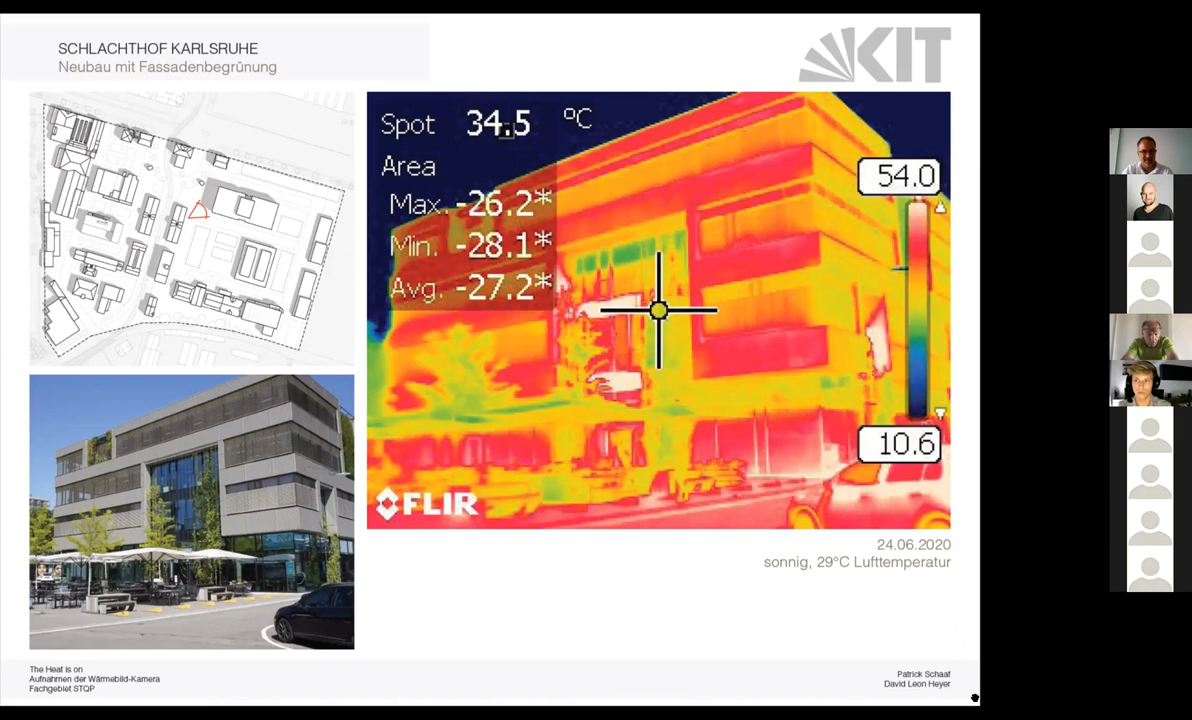 SCHLACHTHOF KARLSRUHE
Neubau mit Fassadenbegrünung
KIT
Spot 34.5 °C
Area
Max. -26.2*
Min. -28.1*
Avg. -27.2*
54.0
10.6
FLIR
24.06.2020
sonnig, 29°C Lufttemperatur
The Heat is on
Aufnahmen der Wärmebild-Kamera
Fachgebiet STQP
Patrick Schaaf
David Leon Heyer